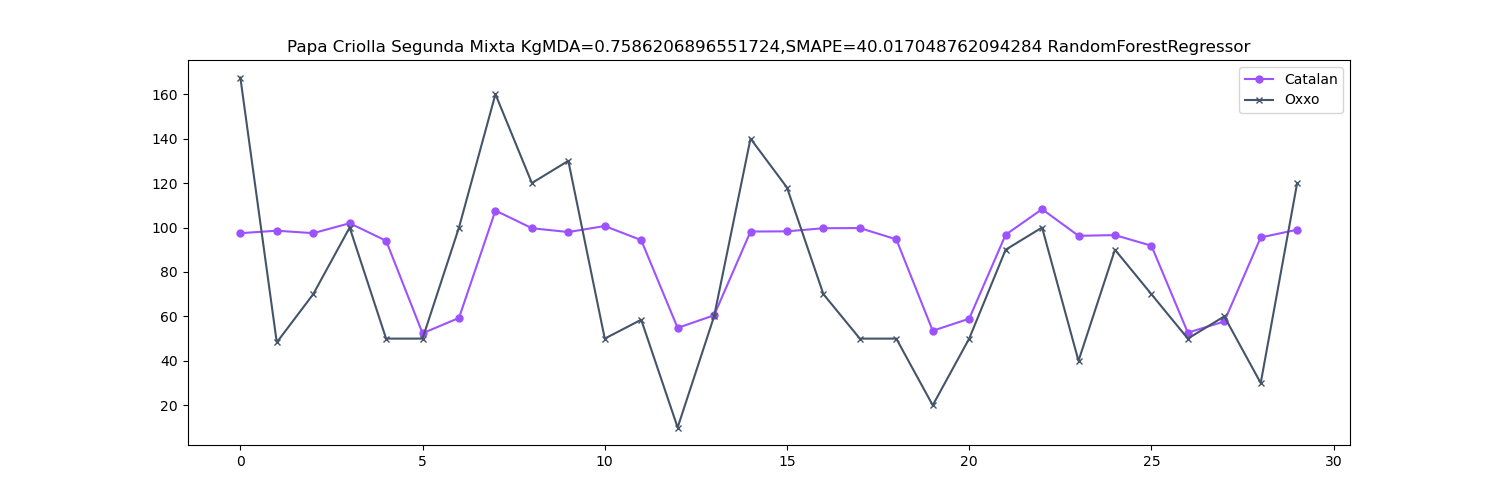 Papa Criolla Segunda Mixta KgMDA=0.7586206896551724,SMAPE=40.017048762094284 RandomForestRegressor
Catalan
Oxxo
160
140
120
100
80
60
40
20
0 5 10 15 20 25 30